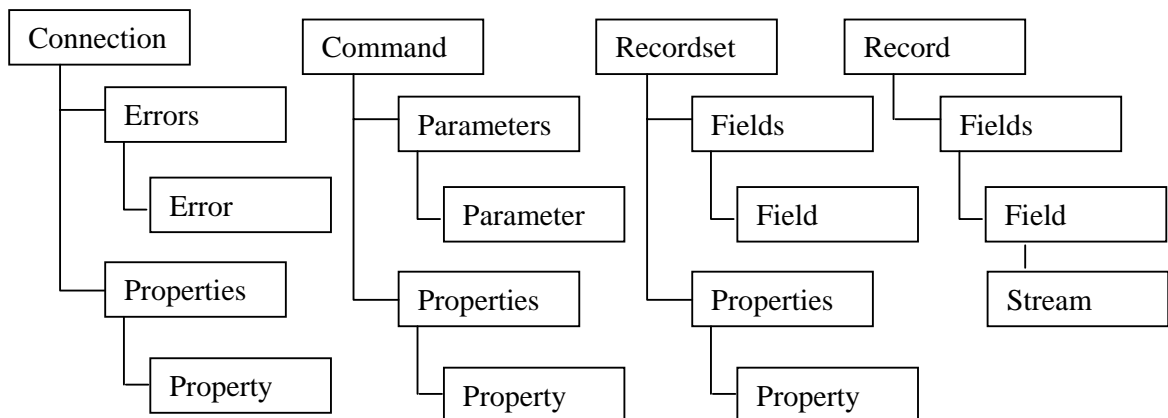 Connection
Errors
Error
Properties
Property
Command
Parameters
Parameter
Properties
Property
Recordset
Fields
Field
Properties
Property
Record
Fields
Field
Stream